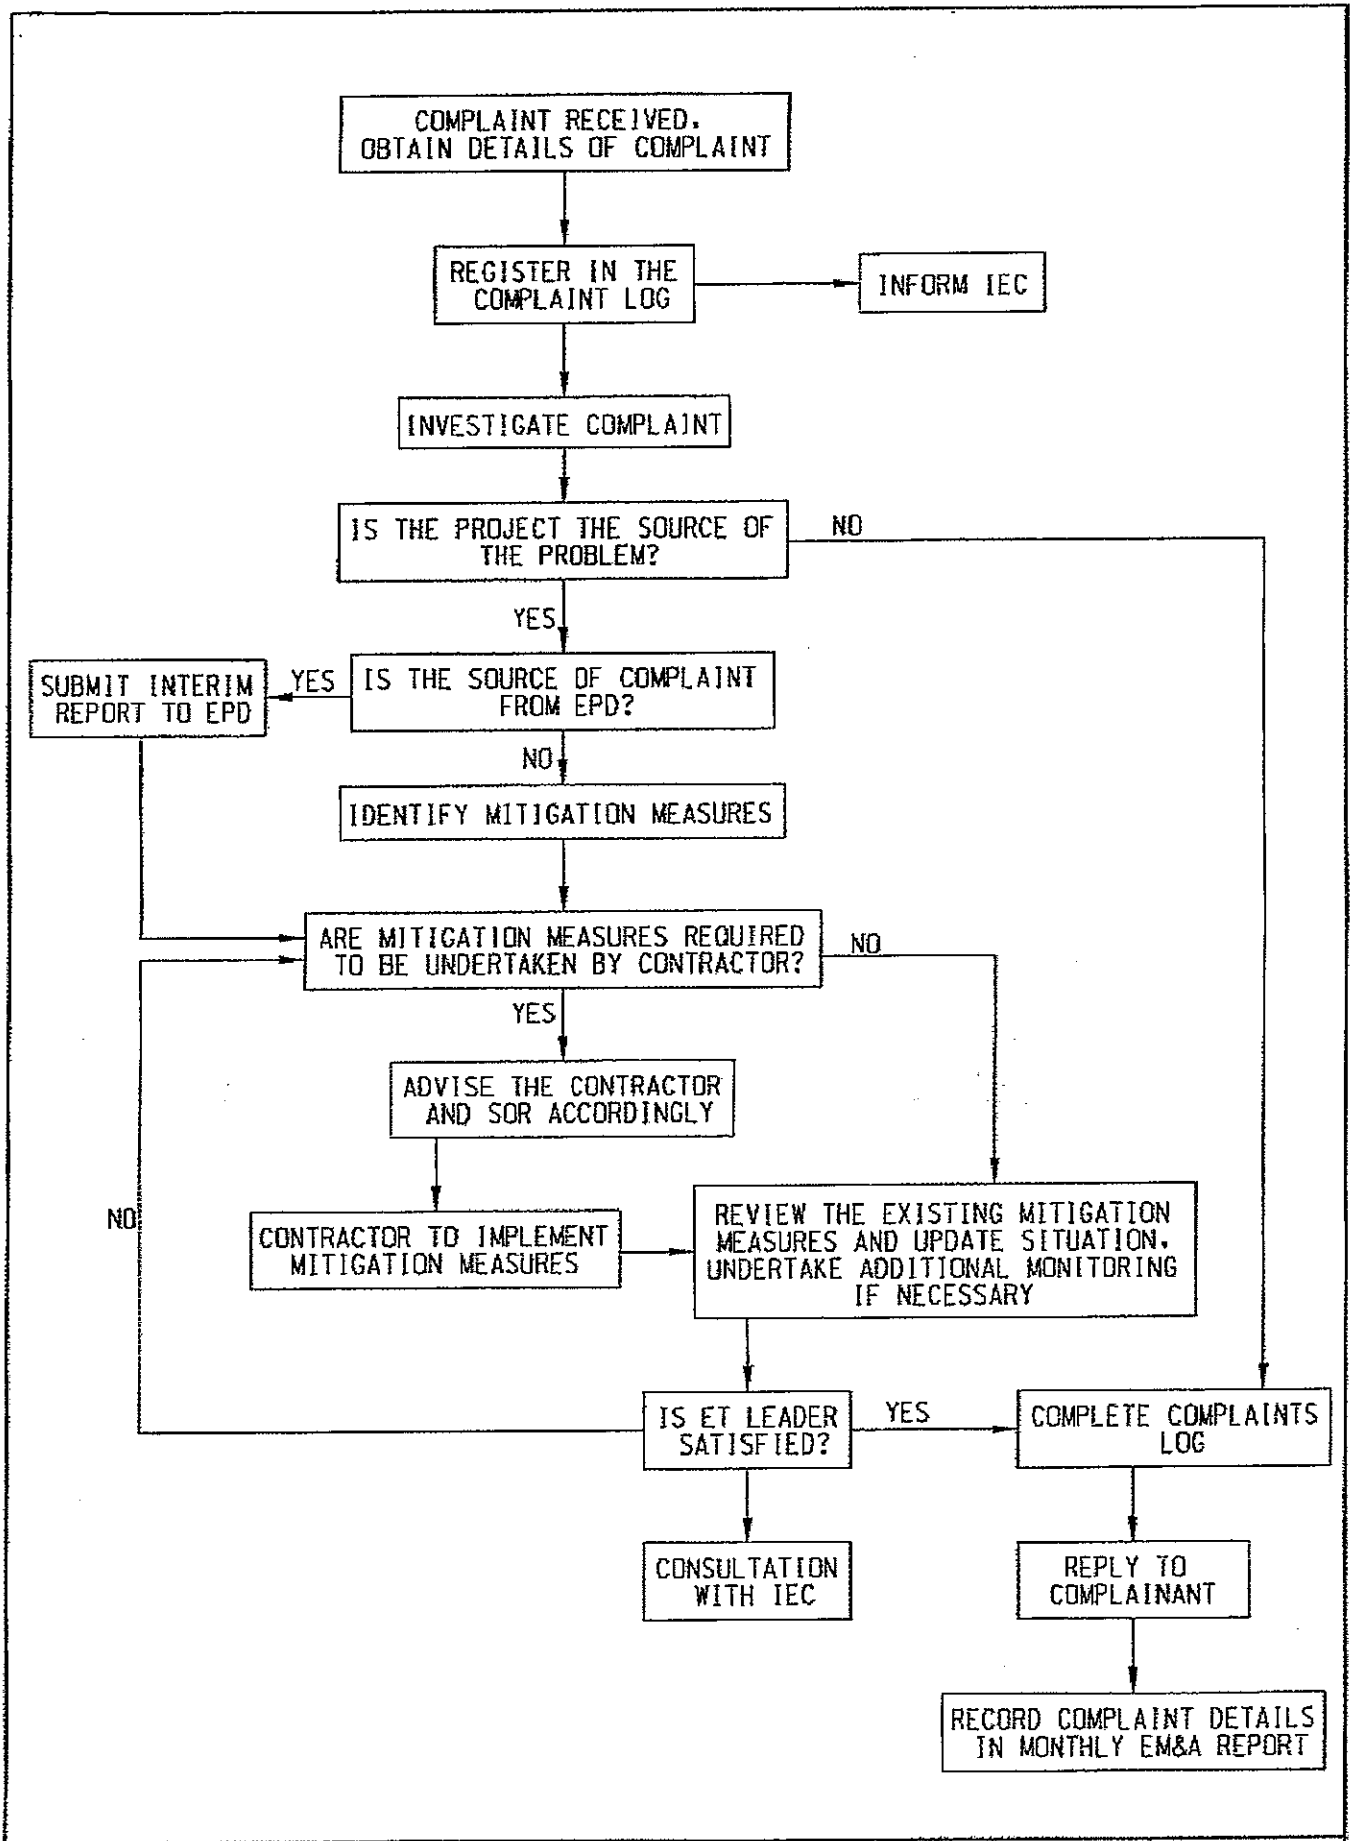 COMPLAINT RECEIVED.
OBTAIN DETAILS OF COMPLAINT
REGISTER IN THE
COMPLAINT LOG
INFORM IEC
INVESTIGATE COMPLAINT
IS THE PROJECT THE SOURCE OF
THE PROBLEM?
NO
YES
SUBMIT INTERIM
REPORT TO EPD
YES
IS THE SOURCE OF COMPLAINT
FROM EPD?
NO
IDENTIFY MITIGATION MEASURES
ARE MITIGATION MEASURES REQUIRED
TO BE UNDERTAKEN BY CONTRACTOR?
NO
YES
ADVISE THE CONTRACTOR
AND SOR ACCORDINGLY
NO
CONTRACTOR TO IMPLEMENT
MITIGATION MEASURES
REVIEW THE EXISTING MITIGATION
MEASURES AND UPDATE SITUATION.
UNDERTAKE ADDITIONAL MONITORING
IF NECESSARY
IS ET LEADER
SATISFIED?
YES
COMPLETE COMPLAINTS
LOG
CONSULTATION
WITH IEC
REPLY TO
COMPLAINANT
RECORD COMPLAINT DETAILS
IN MONTHLY EM&A REPORT